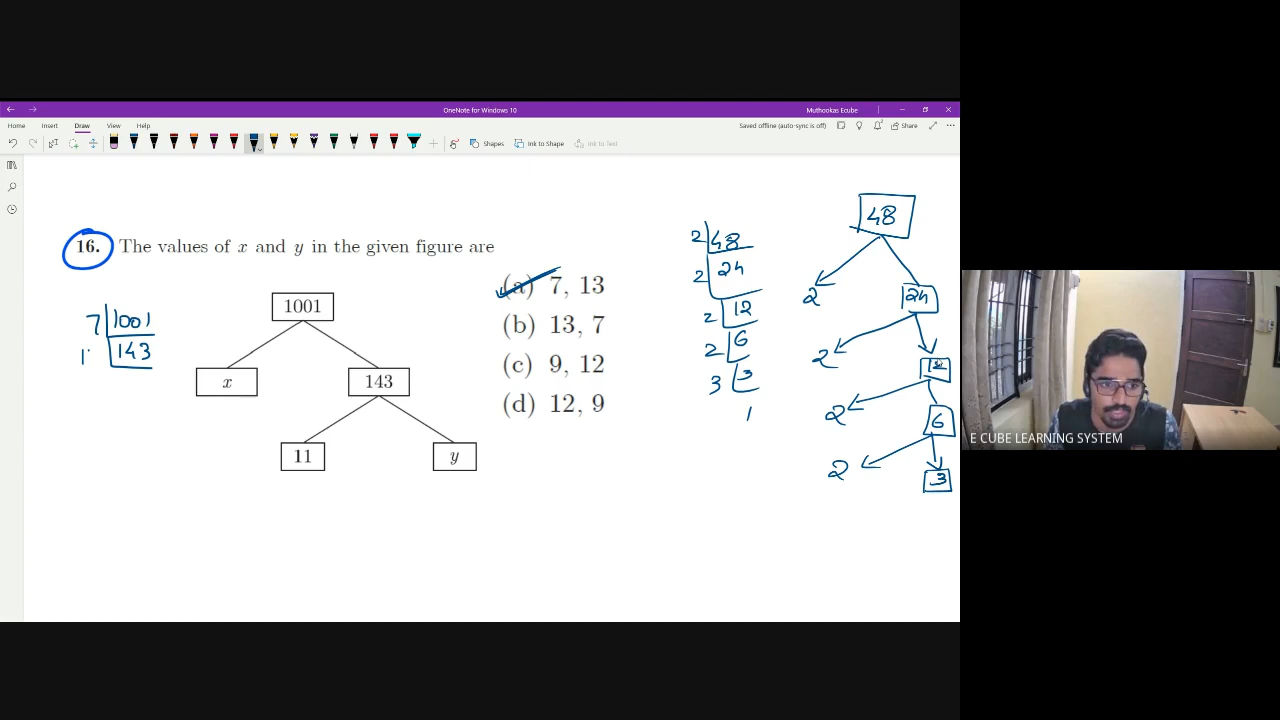 OneNote for Windows 10
Muthookas Ecube
Home Insert Draw View Help
Saved offline (auto-sync is off)
Share
Shapes
Ink to Shape
Ink to Text
16. The values of x and y in the given figure are
1001
x 143
11 y
(a) 7, 13
(b) 13, 7
(c) 9, 12
(d) 12, 9
7 1001
143
2 48
2 24
2 12
2 6
3 3
1
48
2 24
2 12
2 6
2 3
E CUBE LEARNING SYSTEM